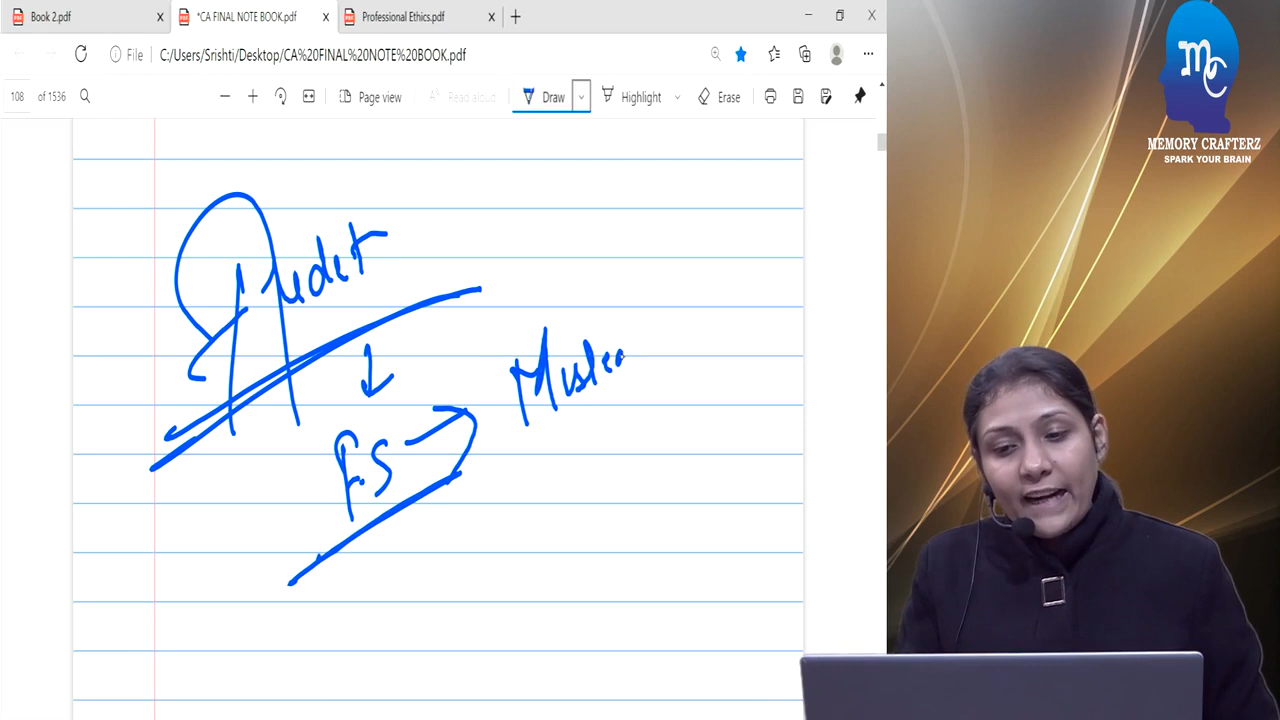 Book 2.pdf
*CA FINAL NOTE BOOK.pdf
Professional Ethics.pdf
File
C:/Users/Srishti/Desktop/CA%20FINAL%20NOTE%20BOOK.pdf
108 of 1536
Page view
Read aloud
Draw
Highlight
Erase
MC
MEMORY CRAFTERZ
SPARK YOUR BRAIN
Audit
F.S